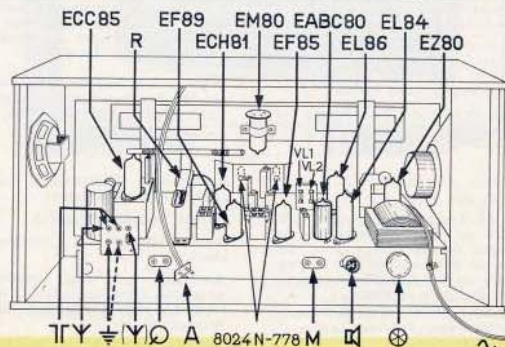 ECC85 EF89 EM80 EABC80 EL84
R ECH81 EF85 EL86 EZ80
VL1
VL2
A 8024N-778 M